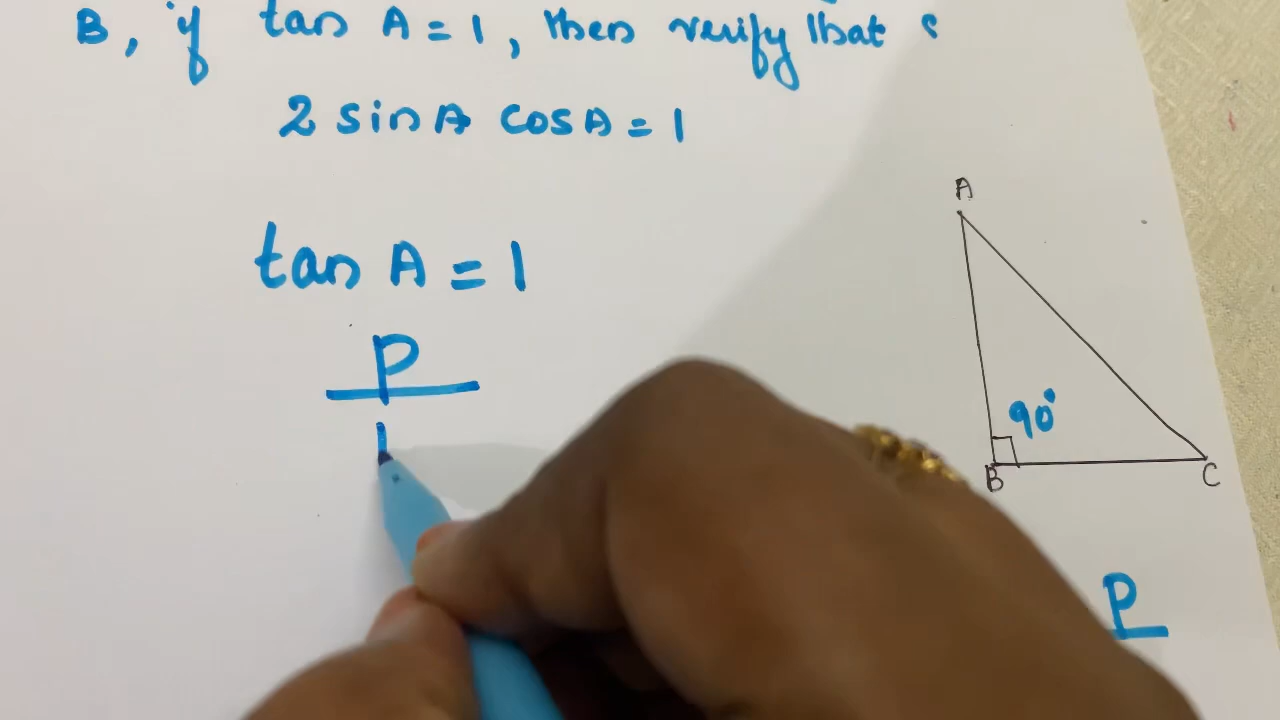 B, if tan A = 1, then verify that
2 sin A cos A = 1
tan A = 1
P
A
90°
B
C
P